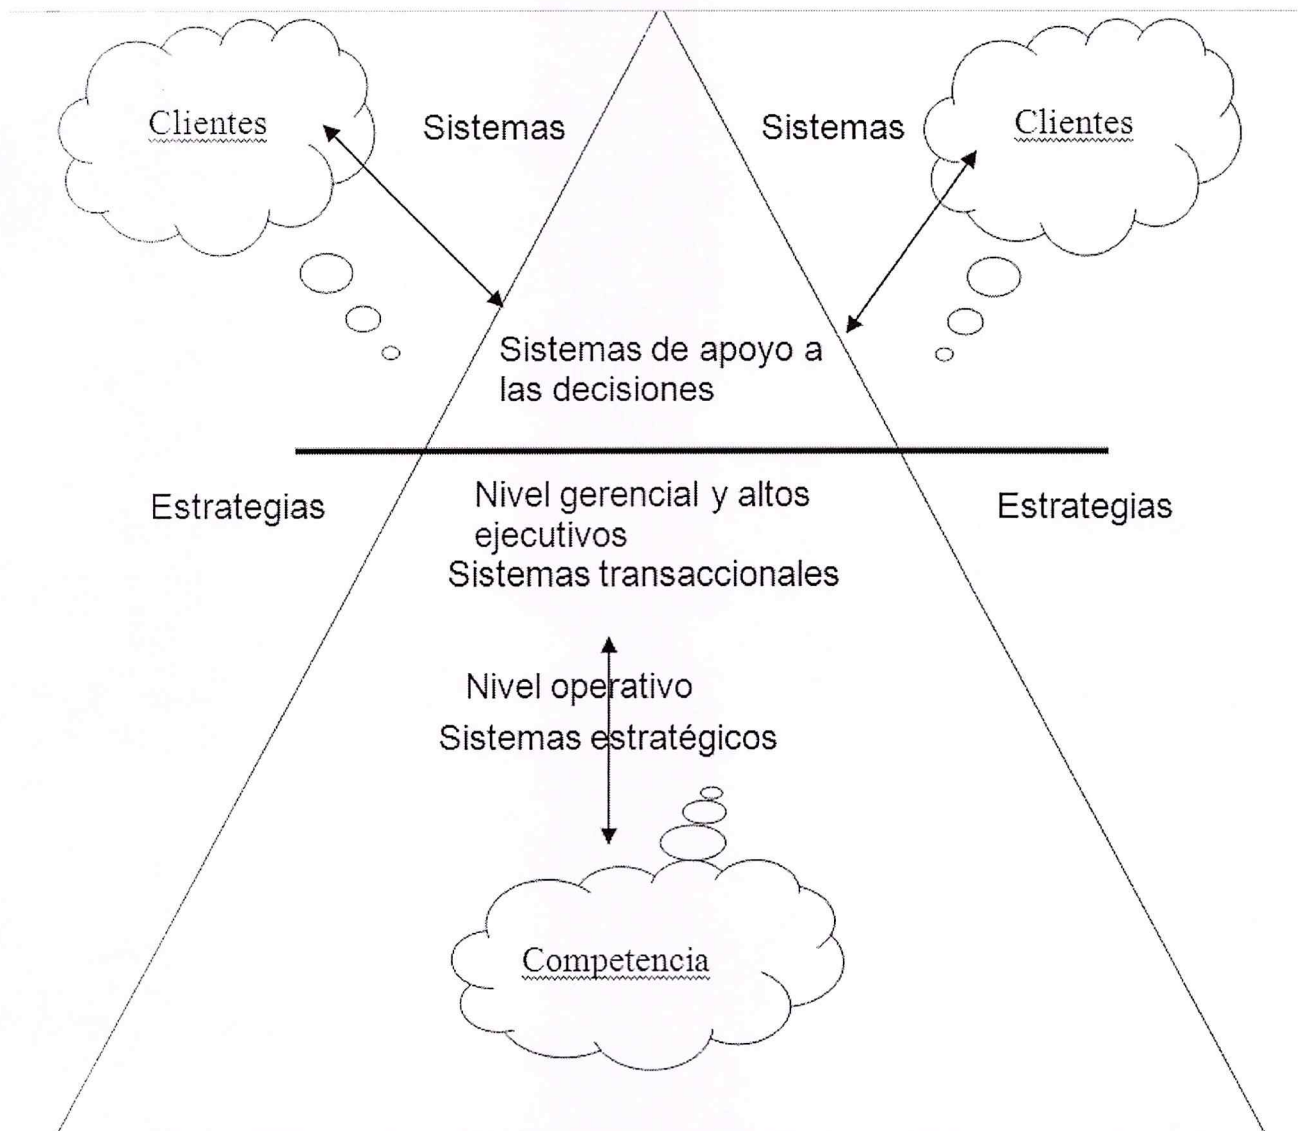 Clientes
Sistemas
Sistemas
Clientes
Sistemas de apoyo a
las decisiones
Estrategias
Nivel gerencial y altos
ejecutivos
Sistemas transaccionales
Estrategias
Nivel operativo
Sistemas estratégicos
Competencia